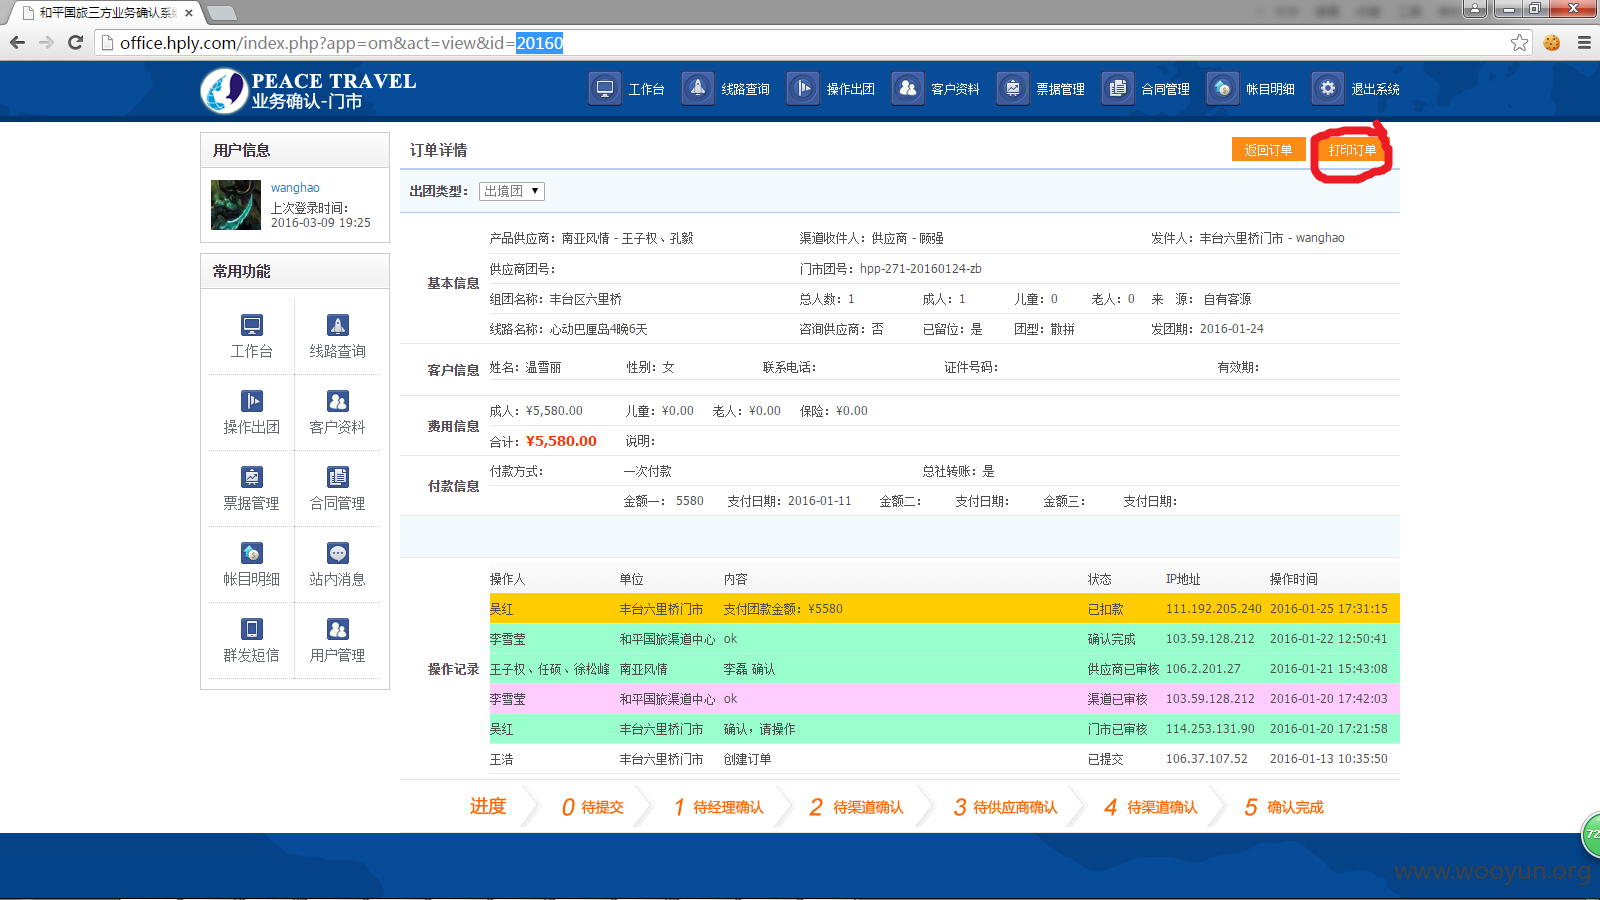 和平国旅三方业务确认系
office.hply.com/index.php?app=om&act=view&id=20160
PEACE TRAVEL
业务确认-门市
工作台 线路查询 操作出团 客户资料 票据管理 合同管理 帐目明细 退出系统
用户信息
wanghao
上次登录时间：
2016-03-09 19:25
常用功能
工作台 线路查询
操作出团 客户资料
票据管理 合同管理
帐目明细 站内消息
群发短信 用户管理
订单详情 返回订单 打印订单
出团类型： 出境团
基本信息
产品供应商：南亚风情 - 王子权、孔毅 渠道收件人：供应商 - 顾强 发件人：丰台六里桥门市 - wanghao
供应商团号： 门市团号：hpp-271-20160124-zb
组团名称：丰台区六里桥 总人数：1 成人：1 儿童：0 老人：0 来 源：自有客源
线路名称：心动巴厘岛4晚6天 咨询供应商：否 已留位：是 团型：散拼 发团期：2016-01-24
客户信息 姓名：温雪丽 性别：女 联系电话： 证件号码： 有效期：
费用信息
成人：¥5,580.00 儿童：¥0.00 老人：¥0.00 保险：¥0.00
合计：¥5,580.00 说明：
付款信息
付款方式： 一次付款 总社转账：是
金额一： 5580 支付日期：2016-01-11 金额二： 支付日期： 金额三： 支付日期：
操作记录
操作人 单位 内容 状态 IP地址 操作时间
吴红 丰台六里桥门市 支付团款金额：¥5580 已扣款 111.192.205.240 2016-01-25 17:31:15
李雪莹 和平国旅渠道中心 ok 确认完成 103.59.128.212 2016-01-22 12:50:41
王子权、任硕、徐松峰 南亚风情 李磊 确认 供应商已审核 106.2.201.27 2016-01-21 15:43:08
李雪莹 和平国旅渠道中心 ok 渠道已审核 103.59.128.212 2016-01-20 17:42:03
吴红 丰台六里桥门市 确认，请操作 门市已审核 114.253.131.90 2016-01-20 17:21:58
王浩 丰台六里桥门市 创建订单 已提交 106.37.107.52 2016-01-13 10:35:50
进度 0 待提交 1 待经理确认 2 待渠道确认 3 待供应商确认 4 待渠道确认 5 确认完成
72
www.wooyun.org